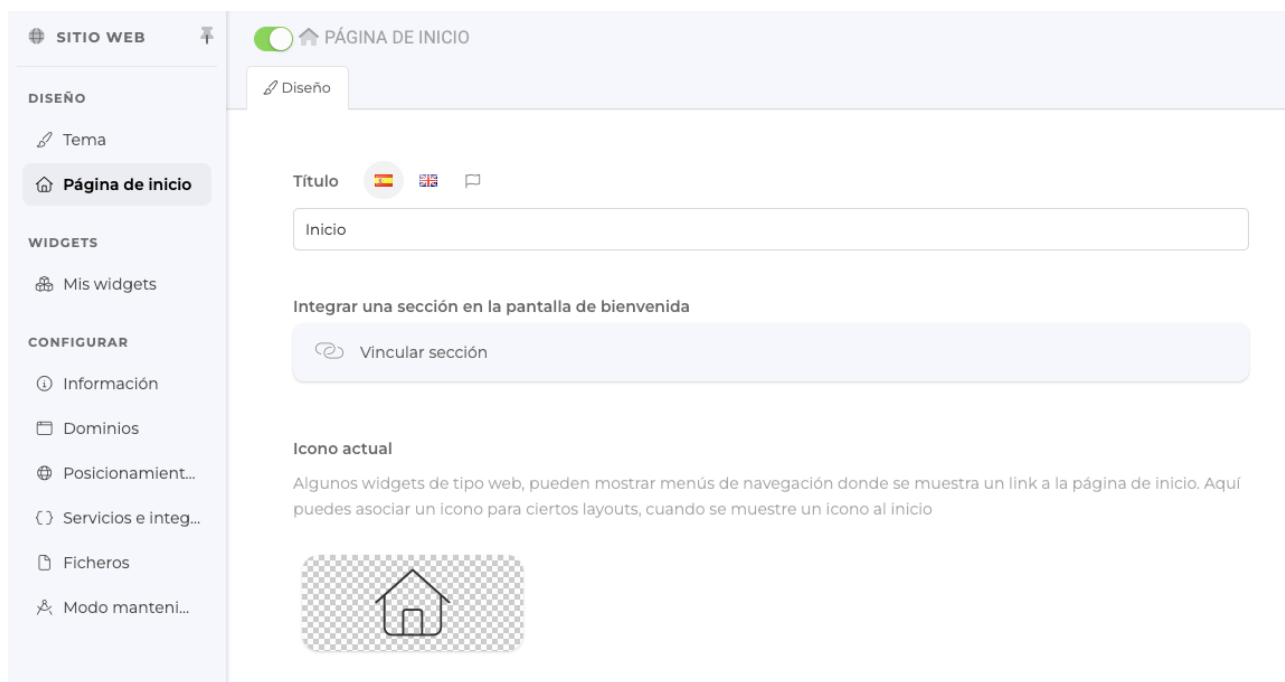 SITIO WEB
DISEÑO
Tema
Página de inicio
WIDGETS
Mis widgets
CONFIGURAR
Información
Dominios
Posicionamient...
{} Servicios e integ...
Ficheros
Modo manteni...
PÁGINA DE INICIO
Diseño
Título
Inicio
Integrar una sección en la pantalla de bienvenida
Vincular sección
Icono actual
Algunos widgets de tipo web, pueden mostrar menús de navegación donde se muestra un link a la página de inicio. Aquí
puedes asociar un icono para ciertos layouts, cuando se muestre un icono al inicio